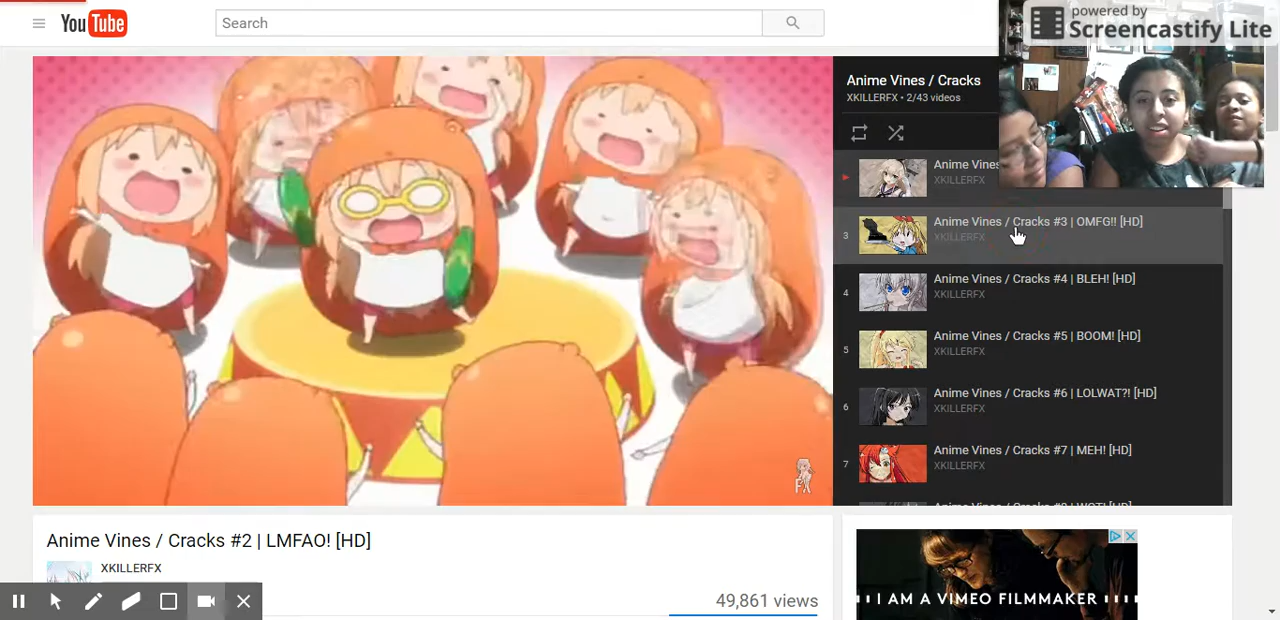 YouTube
Search
powered by
Screencastify Lite
Anime Vines / Cracks
XKILLERFX • 2/43 videos
Anime Vines
XKILLERFX
3
Anime Vines / Cracks #3 | OMFG!! [HD]
XKILLERFX
4
Anime Vines / Cracks #4 | BLEH! [HD]
XKILLERFX
5
Anime Vines / Cracks #5 | BOOM! [HD]
XKILLERFX
6
Anime Vines / Cracks #6 | LOLWAT?! [HD]
XKILLERFX
7
Anime Vines / Cracks #7 | MEH! [HD]
XKILLERFX
FX
Anime Vines / Cracks #2 | LMFAO! [HD]
XKILLERFX
49,861 views
I AM A VIMEO FILMMAKER